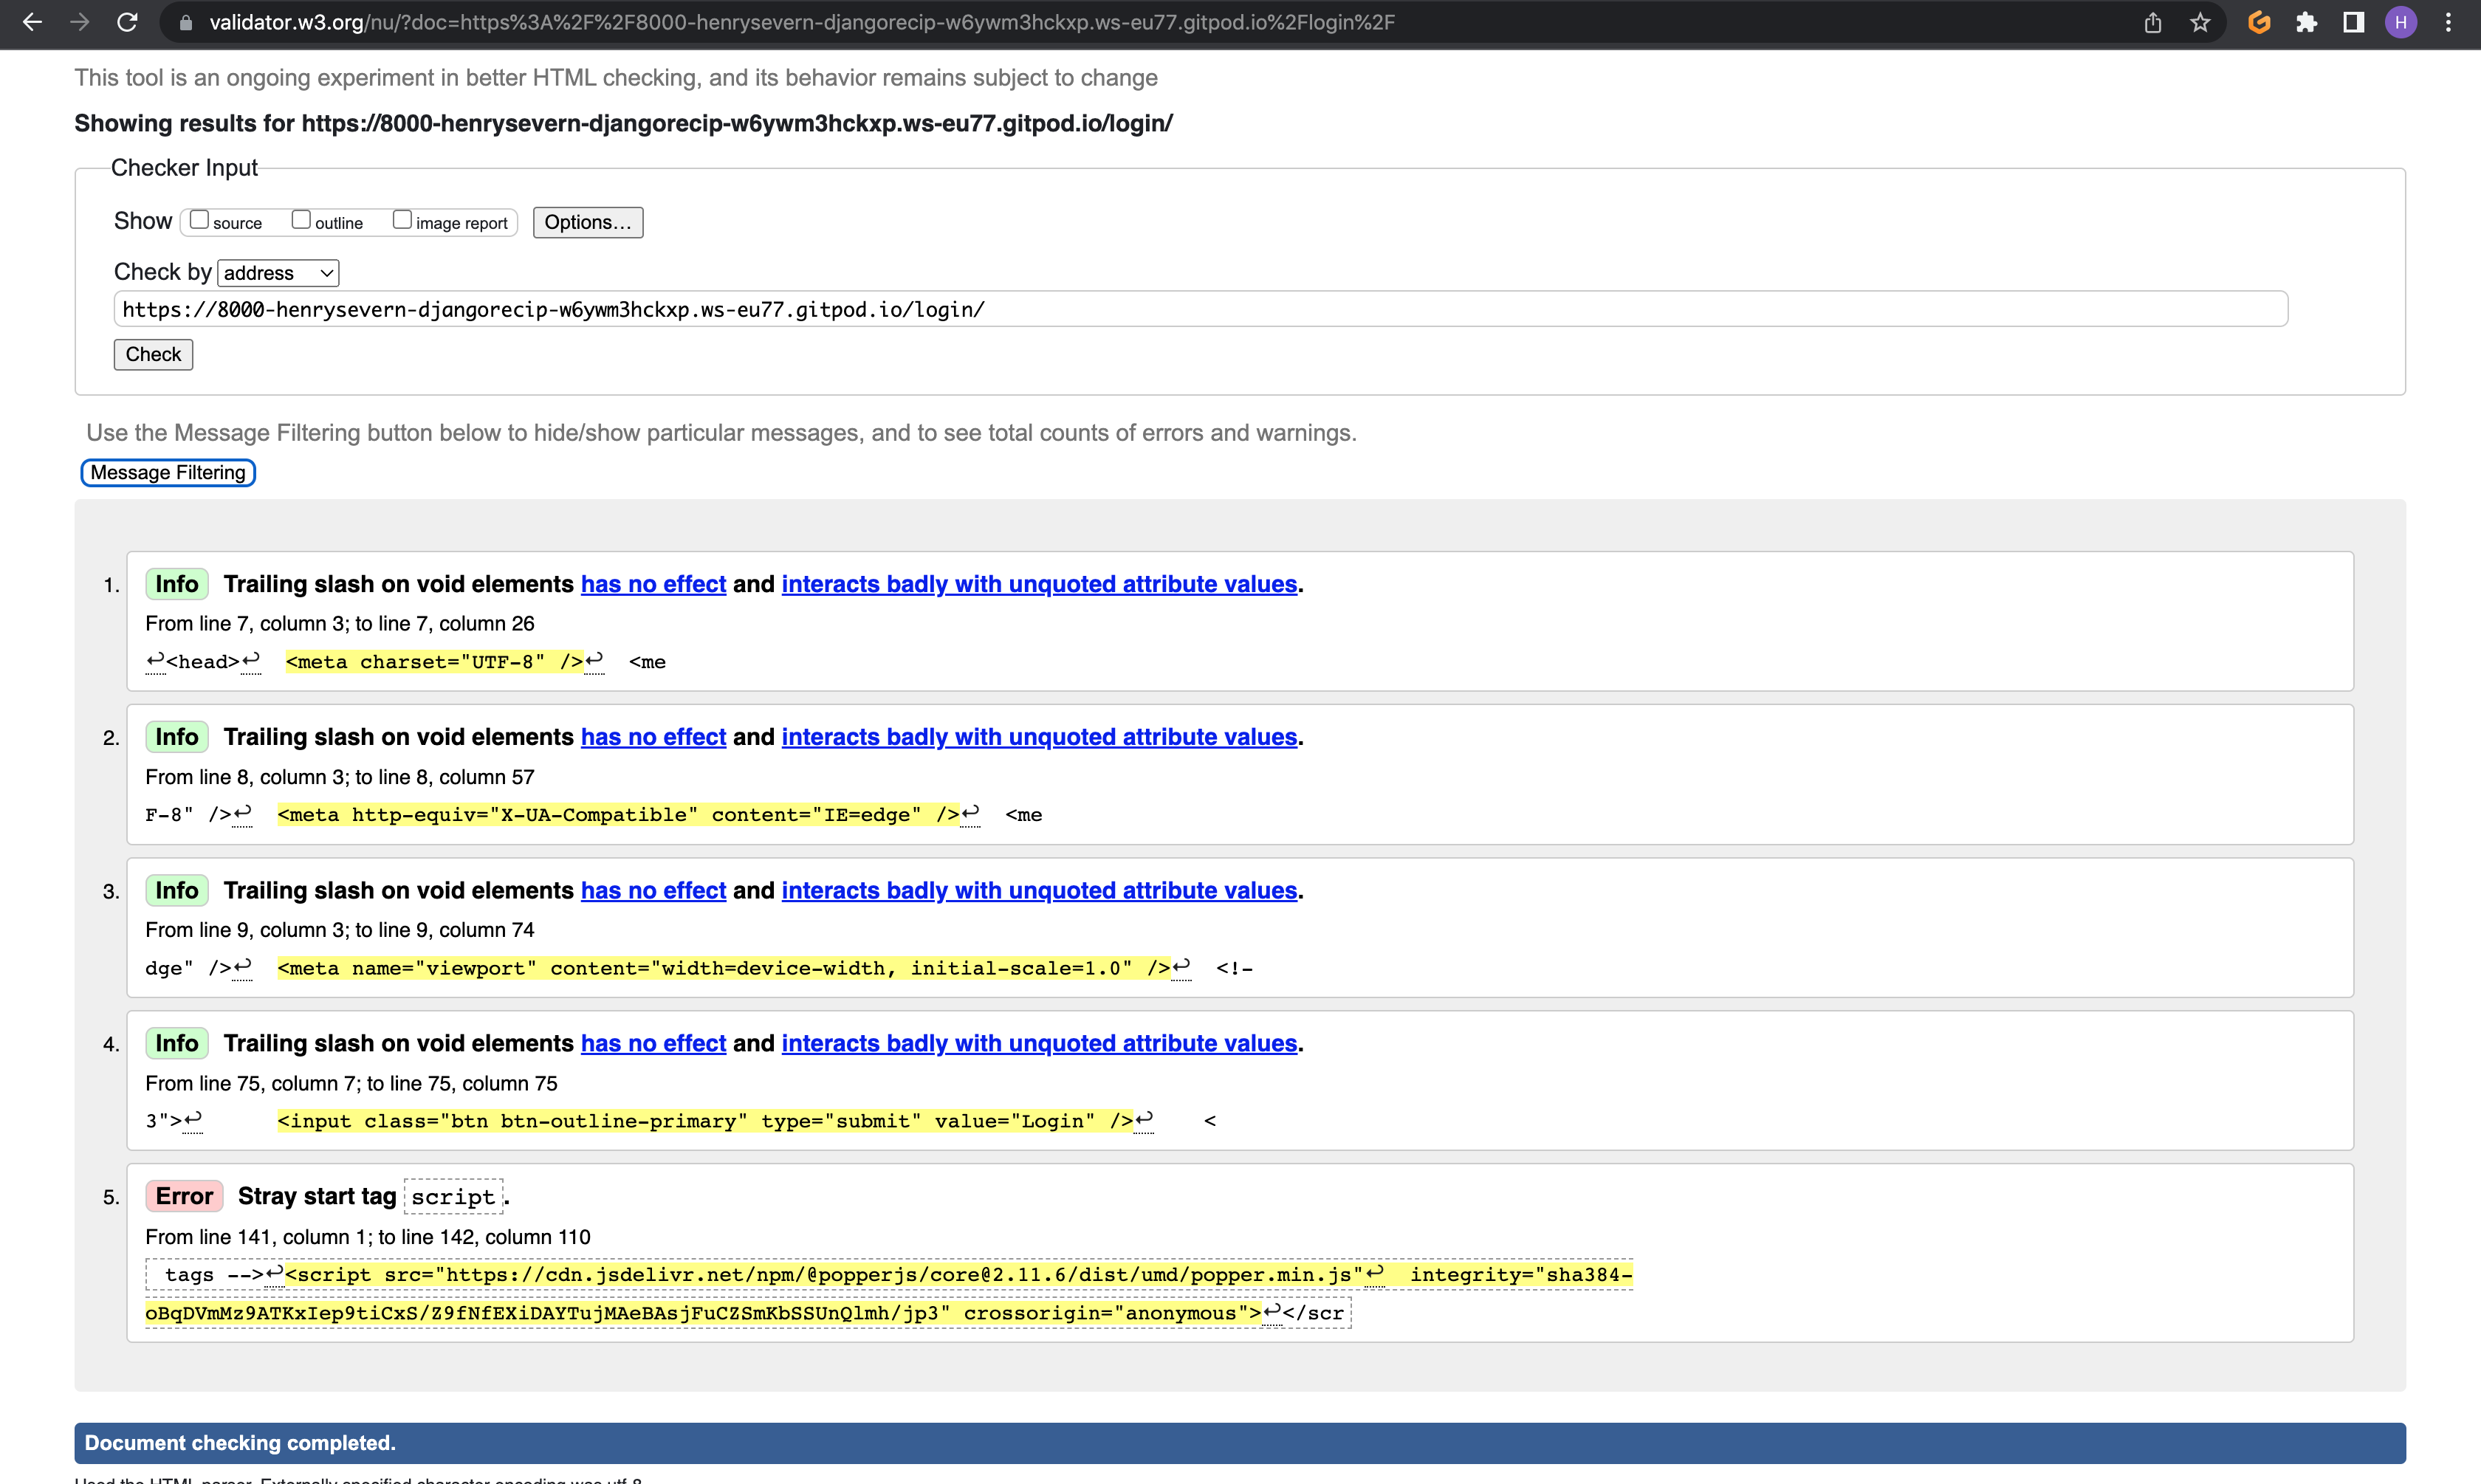 validator.w3.org/nu/?doc=https%3A%2F%2F8000-henrysevern-djangorecip-w6ywm3hckxp.ws-eu77.gitpod.io%2Flogin%2F
H
This tool is an ongoing experiment in better HTML checking, and its behavior remains subject to change
Showing results for https://8000-henrysevern-djangorecip-w6ywm3hckxp.ws-eu77.gitpod.io/login/
Checker Input
Show source outline image report Options...
Check by address
https://8000-henrysevern-djangorecip-w6ywm3hckxp.ws-eu77.gitpod.io/login/
Check
Use the Message Filtering button below to hide/show particular messages, and to see total counts of errors and warnings.
Message Filtering
1. Info Trailing slash on void elements has no effect and interacts badly with unquoted attribute values.
From line 7, column 3; to line 7, column 26
↩<head>↩ <meta charset="UTF-8" />↩ <me
2. Info Trailing slash on void elements has no effect and interacts badly with unquoted attribute values.
From line 8, column 3; to line 8, column 57
F-8" />↩ <meta http-equiv="X-UA-Compatible" content="IE=edge" />↩ <me
3. Info Trailing slash on void elements has no effect and interacts badly with unquoted attribute values.
From line 9, column 3; to line 9, column 74
dge" />↩ <meta name="viewport" content="width=device-width, initial-scale=1.0" />↩ <!-
4. Info Trailing slash on void elements has no effect and interacts badly with unquoted attribute values.
From line 75, column 7; to line 75, column 75
3">↩ <input class="btn btn-outline-primary" type="submit" value="Login" />↩ <
5. Error Stray start tag script.
From line 141, column 1; to line 142, column 110
tags -->↩<script src="https://cdn.jsdelivr.net/npm/@popperjs/core@2.11.6/dist/umd/popper.min.js"↩ integrity="sha384-
oBqDVmMz9ATKxIep9tiCxS/Z9fNfEXiDAYTujMAeBAsjFuCZSmKbSSUnQlmh/jp3" crossorigin="anonymous">↩</scr
Document checking completed.
Used the HTML parser. Externally specified character encoding was utf-8.